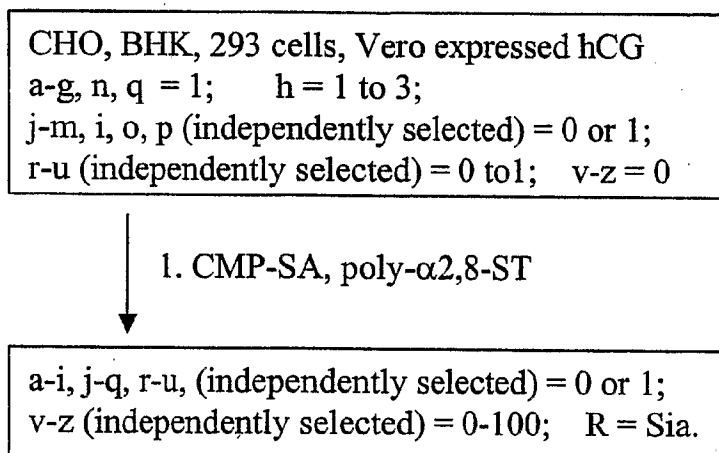 CHO, BHK, 293 cells, Vero expressed hCG
a-g, n, q = 1; h = 1 to 3;
j-m, i, o, p (independently selected) = 0 or 1;
r-u (independently selected) = 0 to1; v-z = 0
1. CMP-SA, poly-α2,8-ST
a-i, j-q, r-u, (independently selected) = 0 or 1;
v-z (independently selected) = 0-100; R = Sia.